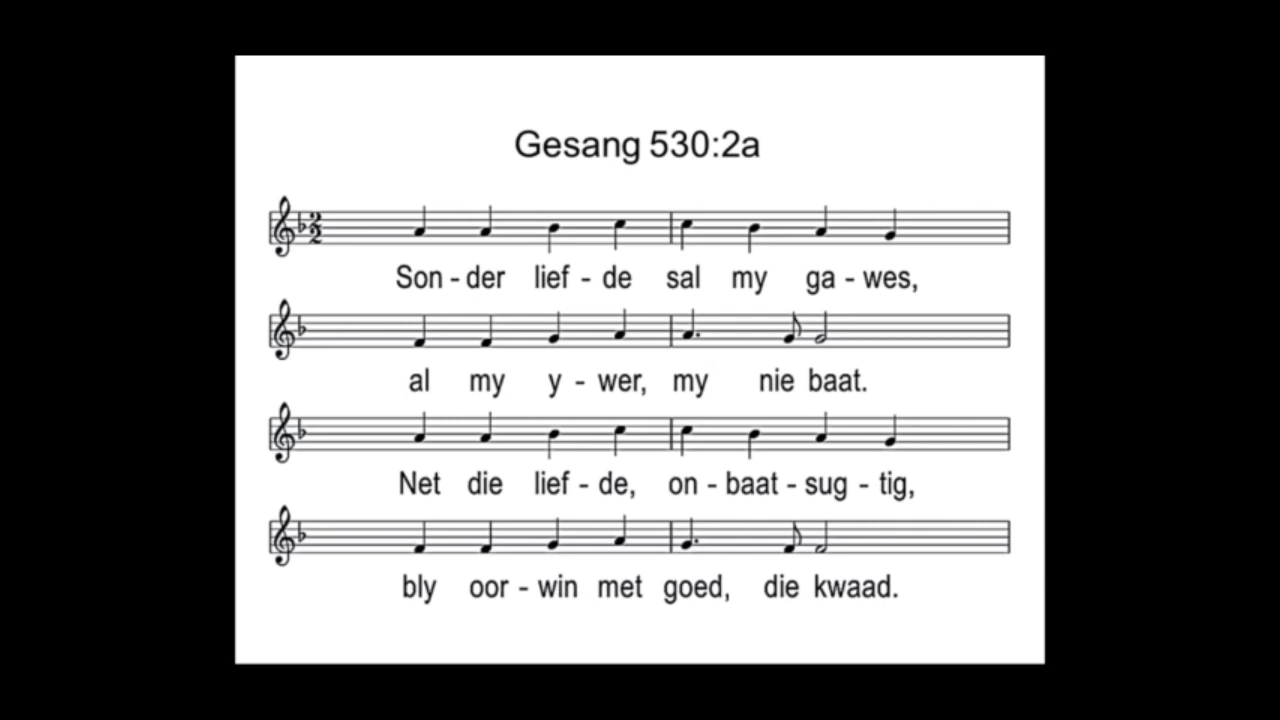 Gesang 530:2a
Son - der lief - de sal my ga - wes,
al my y - wer, my nie baat.
Net die lief - de, on - baat - sug - tig,
bly oor - win met goed, die kwaad.